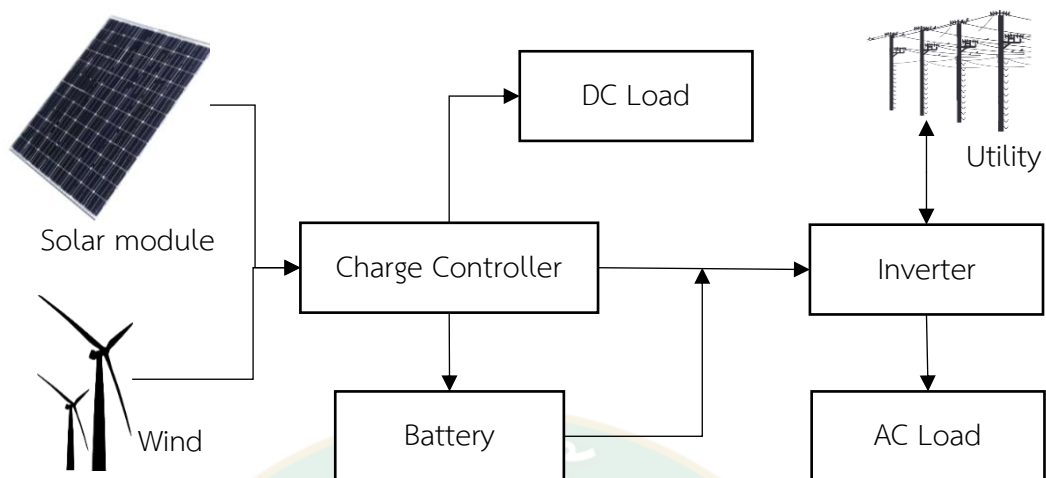 DC Load
Utility
Solar module
Charge Controller
Inverter
Wind
Battery
AC Load